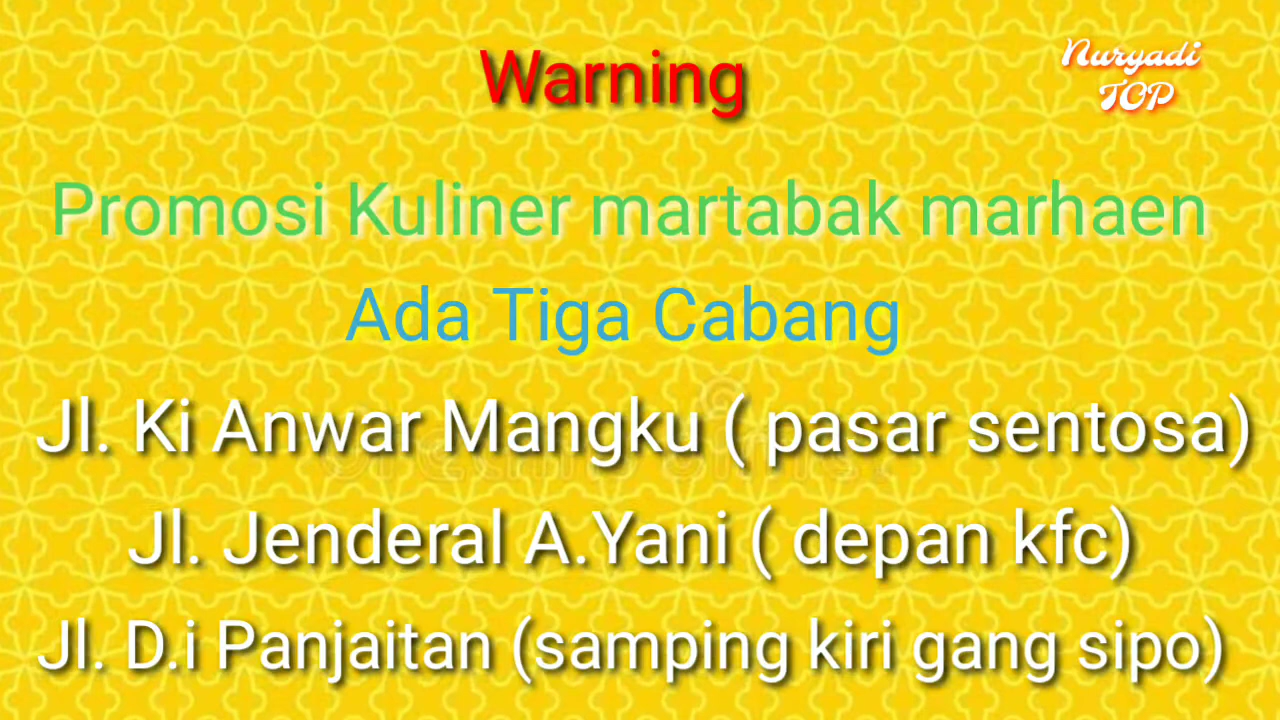 Warning
Nuryadi
TOP
Promosi Kuliner martabak marhaen
Ada Tiga Cabang
Jl. Ki Anwar Mangku ( pasar sentosa)
Jl. Jenderal A.Yani ( depan kfc)
Jl. D.i Panjaitan (samping kiri gang sipo)